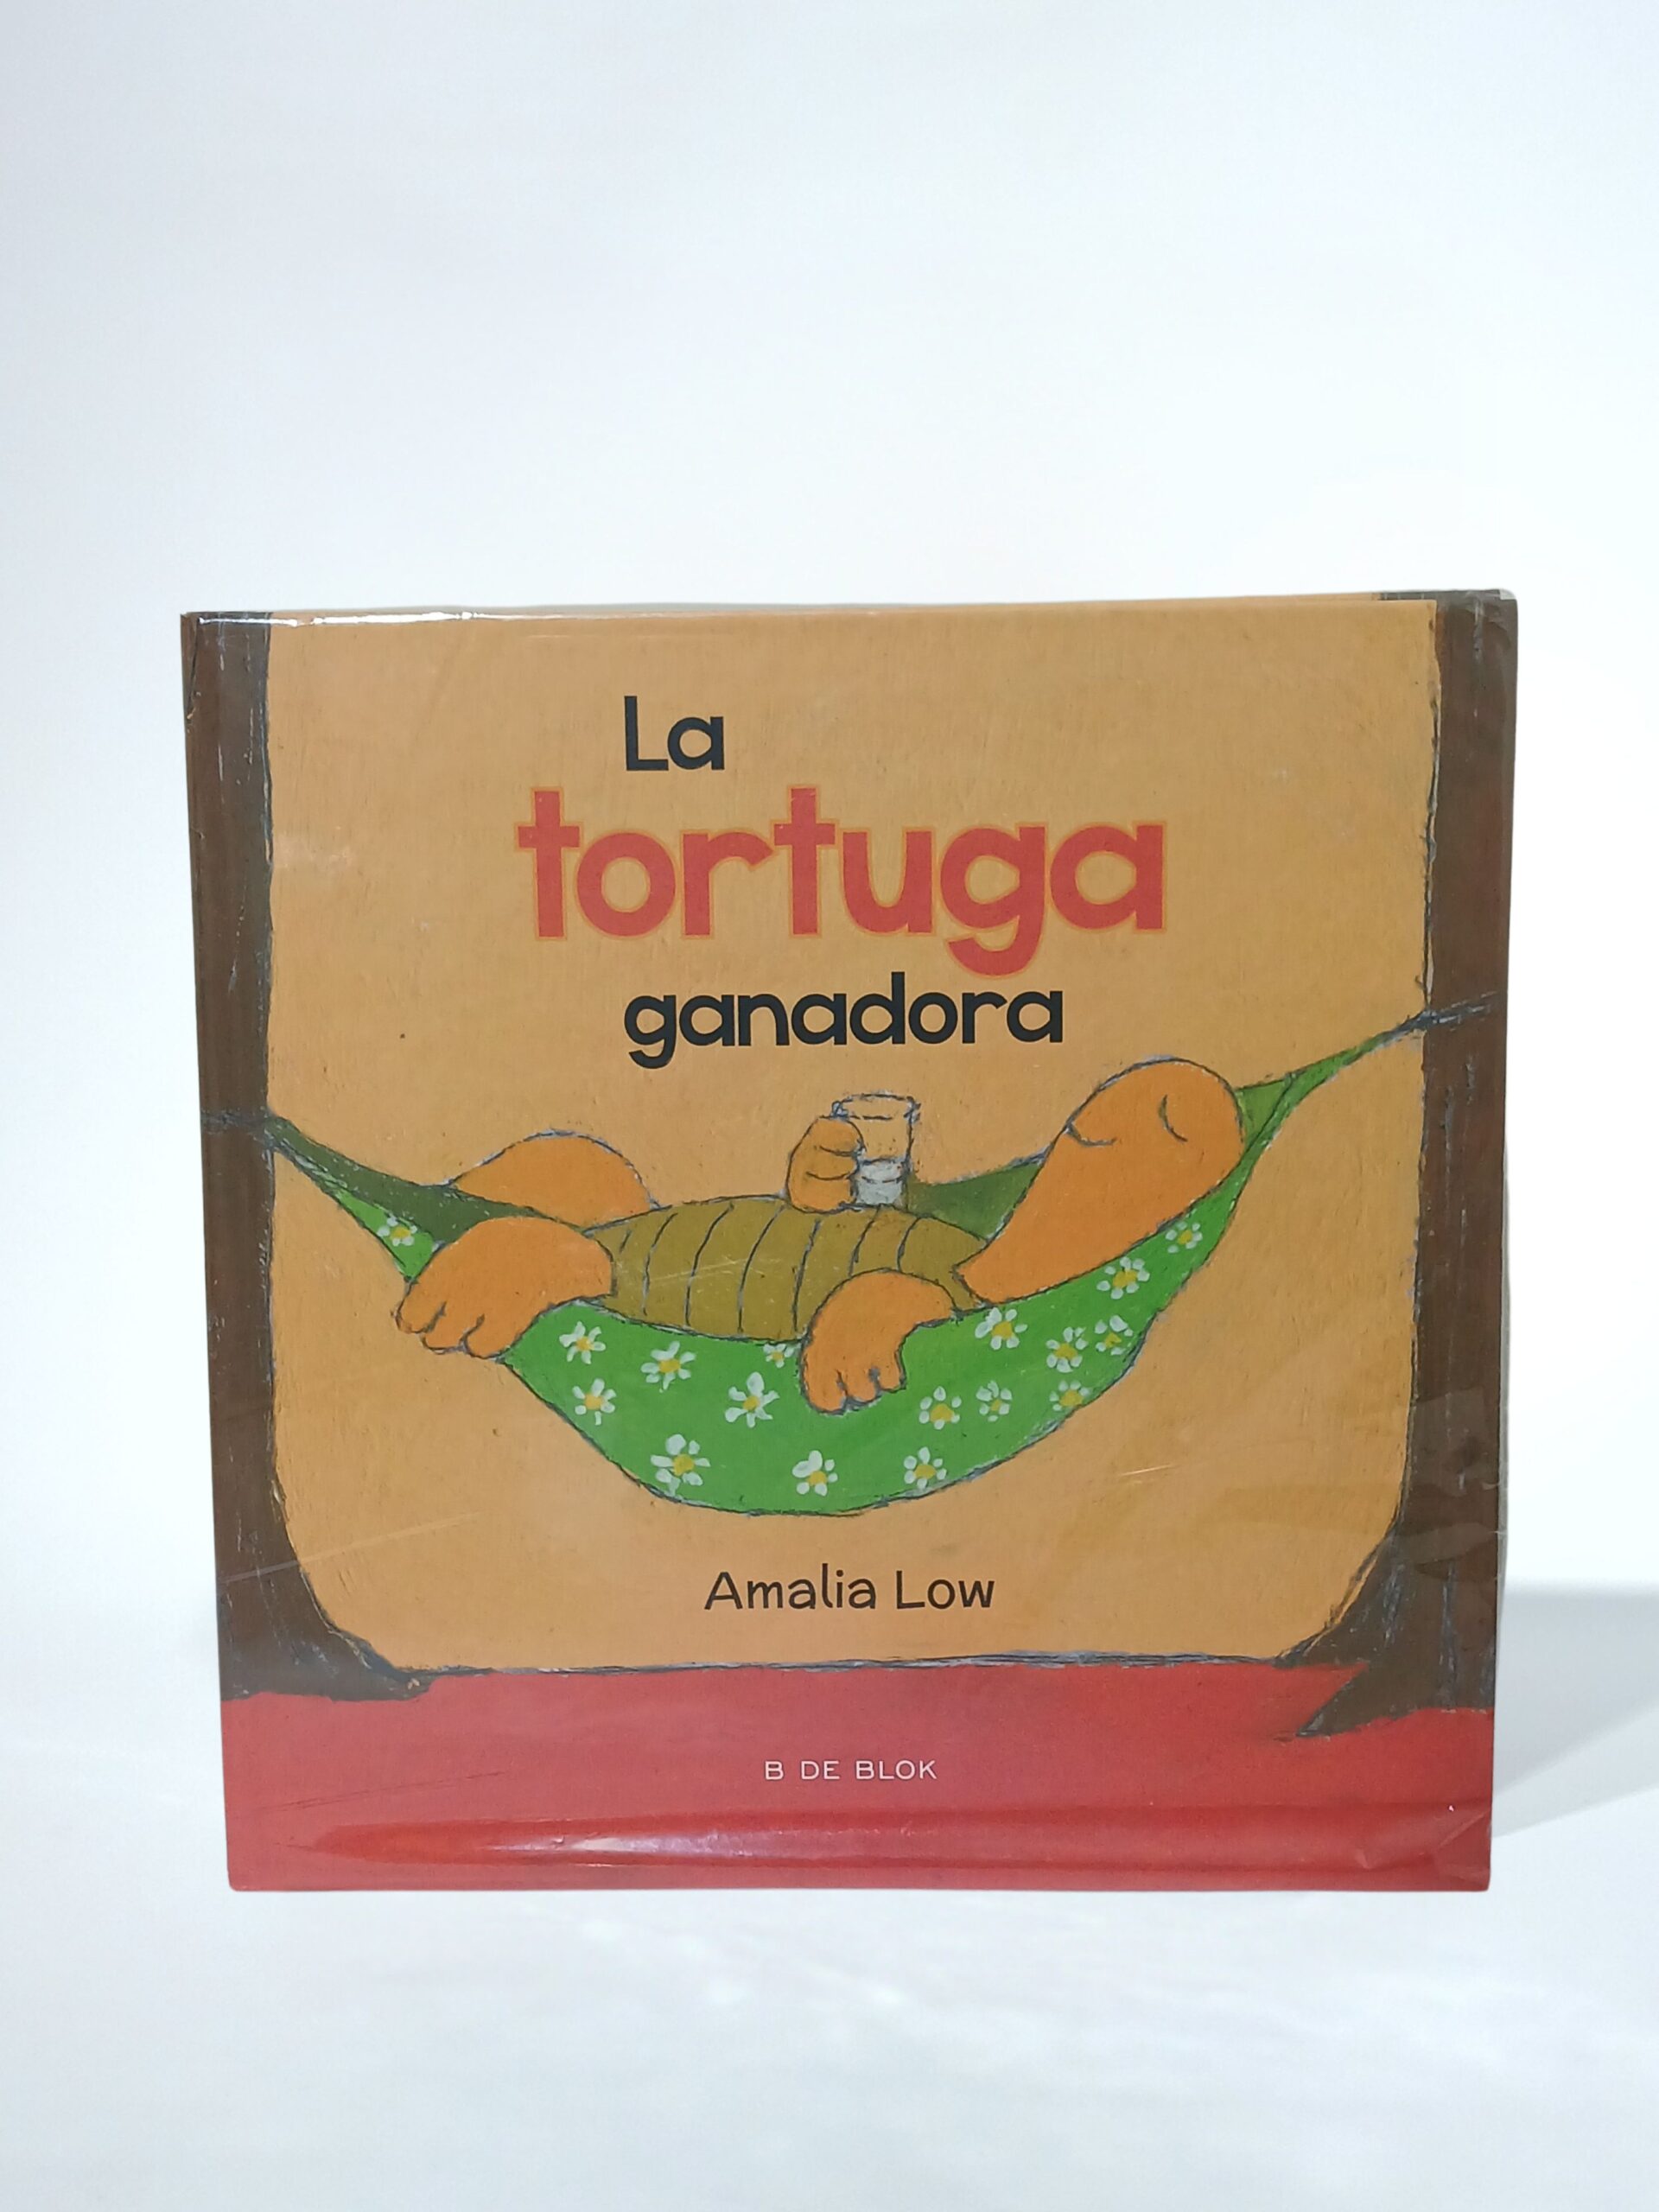 La
tortuga
ganadora
Amalia Low
B DE BLOK